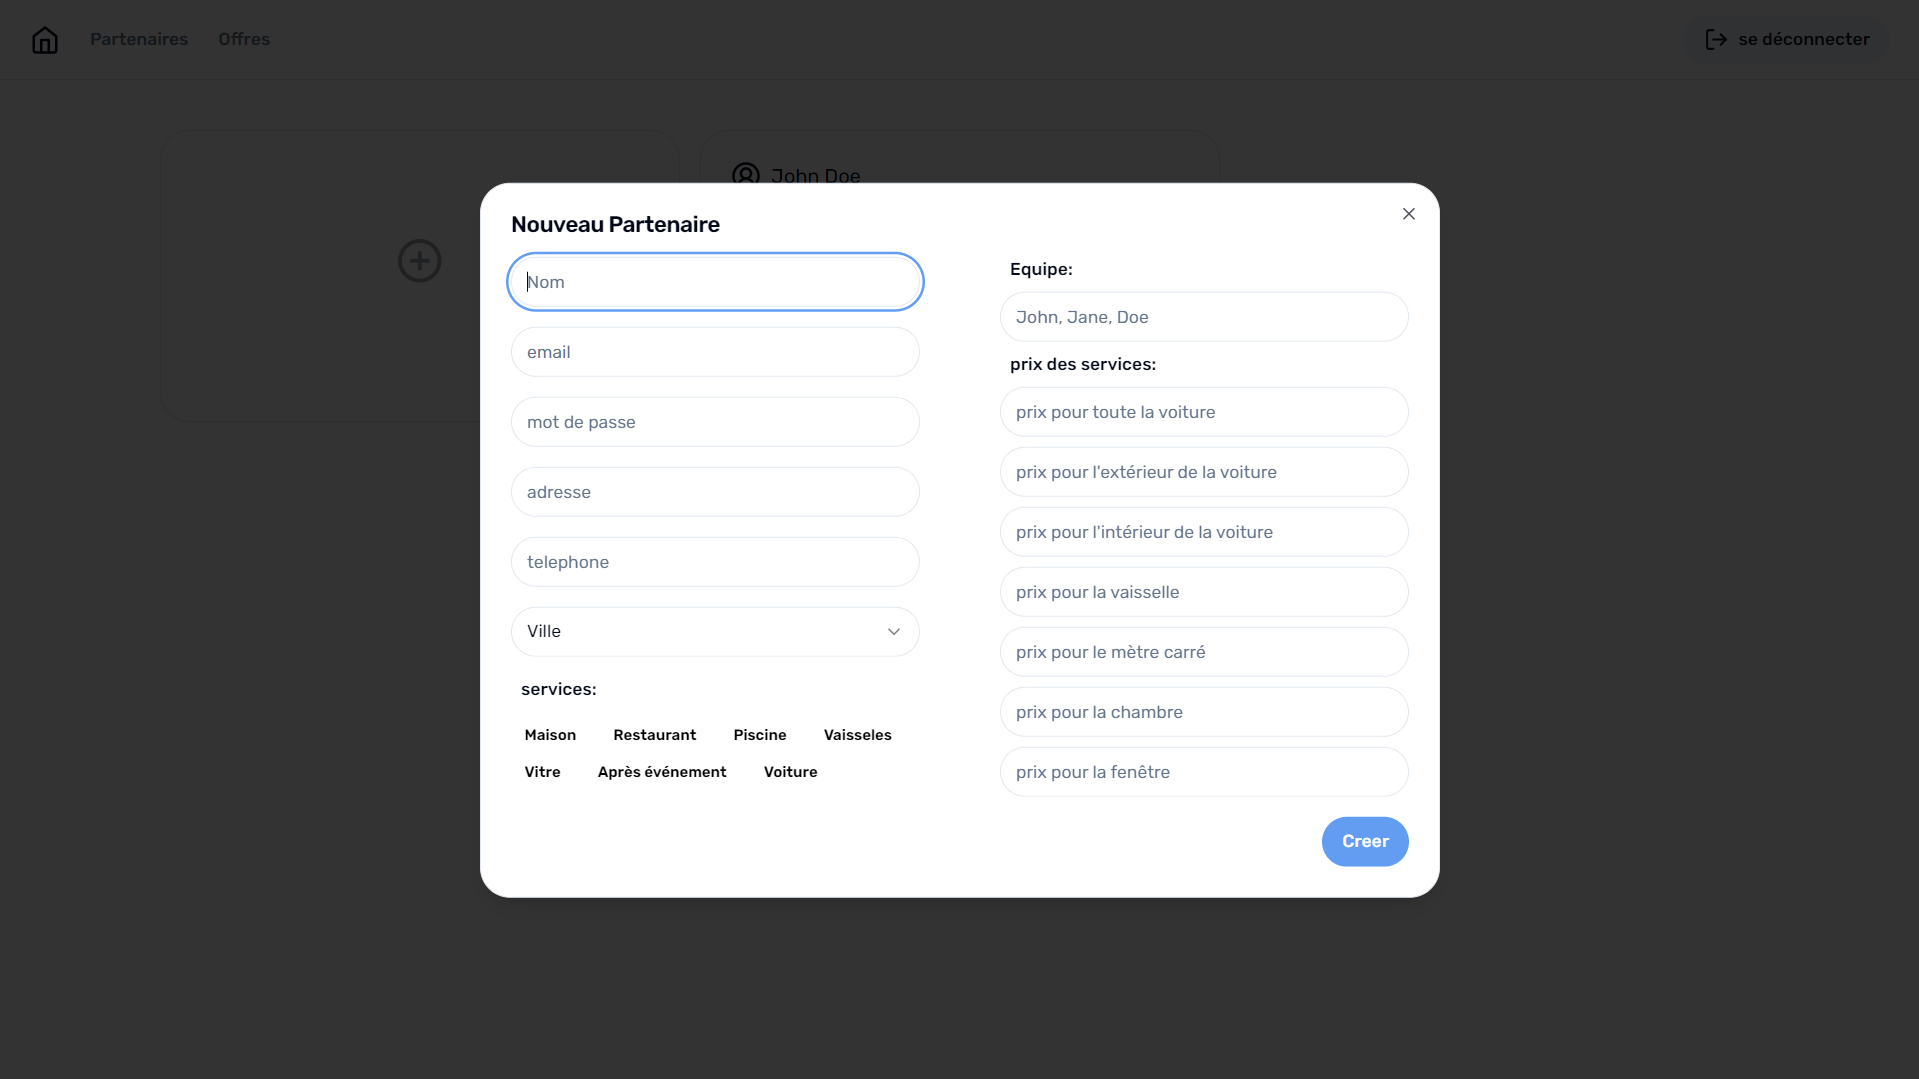 Partenaires Offres se déconnecter
John Doe
Nouveau Partenaire
Nom
email
mot de passe
adresse
telephone
Ville
services:
Maison Restaurant Piscine Vaisseles
Vitre Après événement Voiture
Equipe:
John, Jane, Doe
prix des services:
prix pour toute la voiture
prix pour l'extérieur de la voiture
prix pour l'intérieur de la voiture
prix pour la vaisselle
prix pour le mètre carré
prix pour la chambre
prix pour la fenêtre
Creer